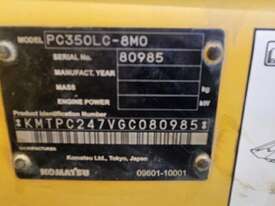 MODEL PC350LC-8M0
SERIAL No. 80985
MANUFACT. YEAR
MASS kg
ENGINE POWER kW
Product Identification Number
*KMTPC247VGC080985*
Komatsu Ltd., Tokyo, Japan
KOMATSU 09601-10001